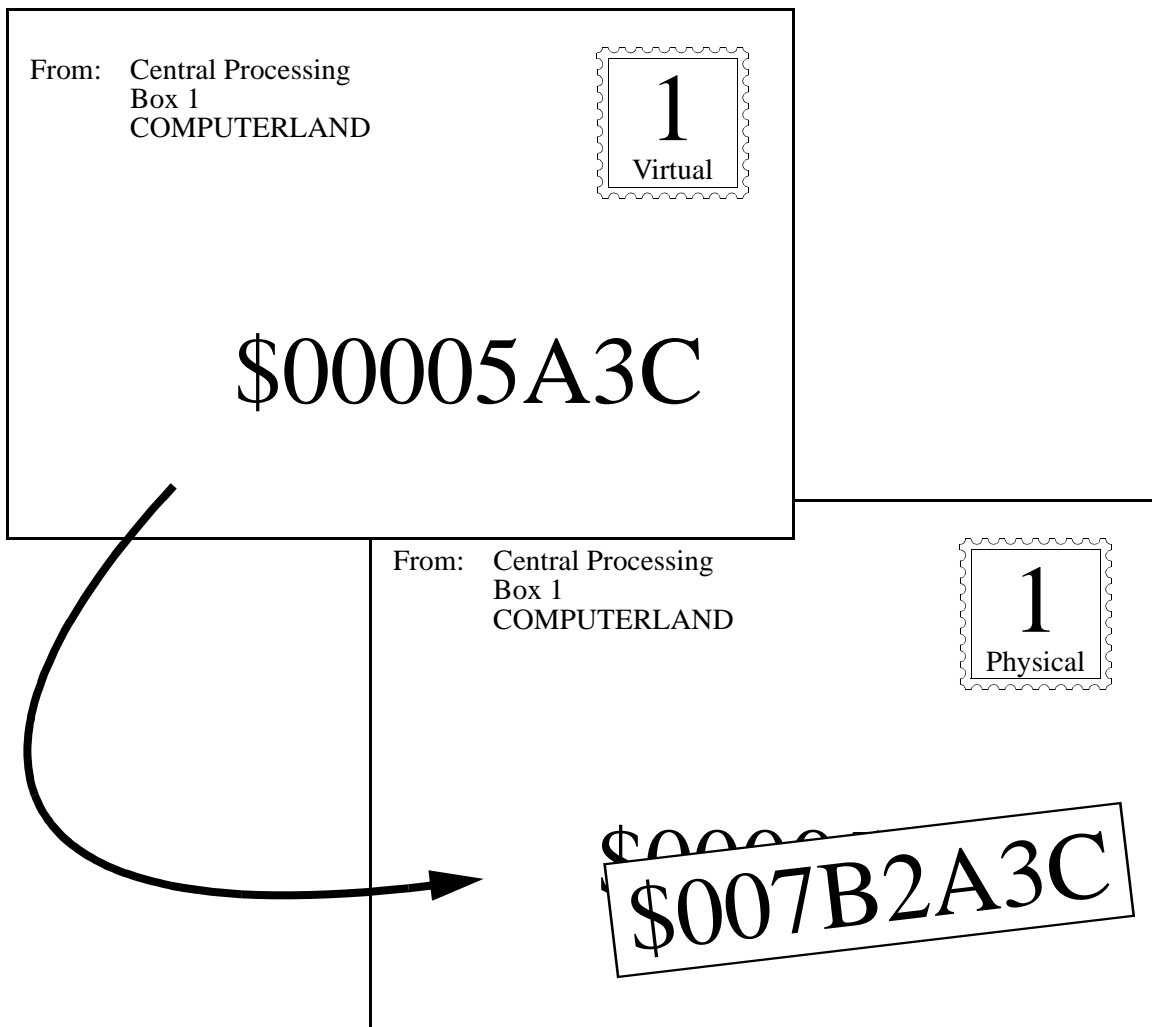 From: Central Processing
Box 1
COMPUTERLAND
1
Virtual
$00005A3C
From: Central Processing
Box 1
COMPUTERLAND
1
Physical
$007B2A3C